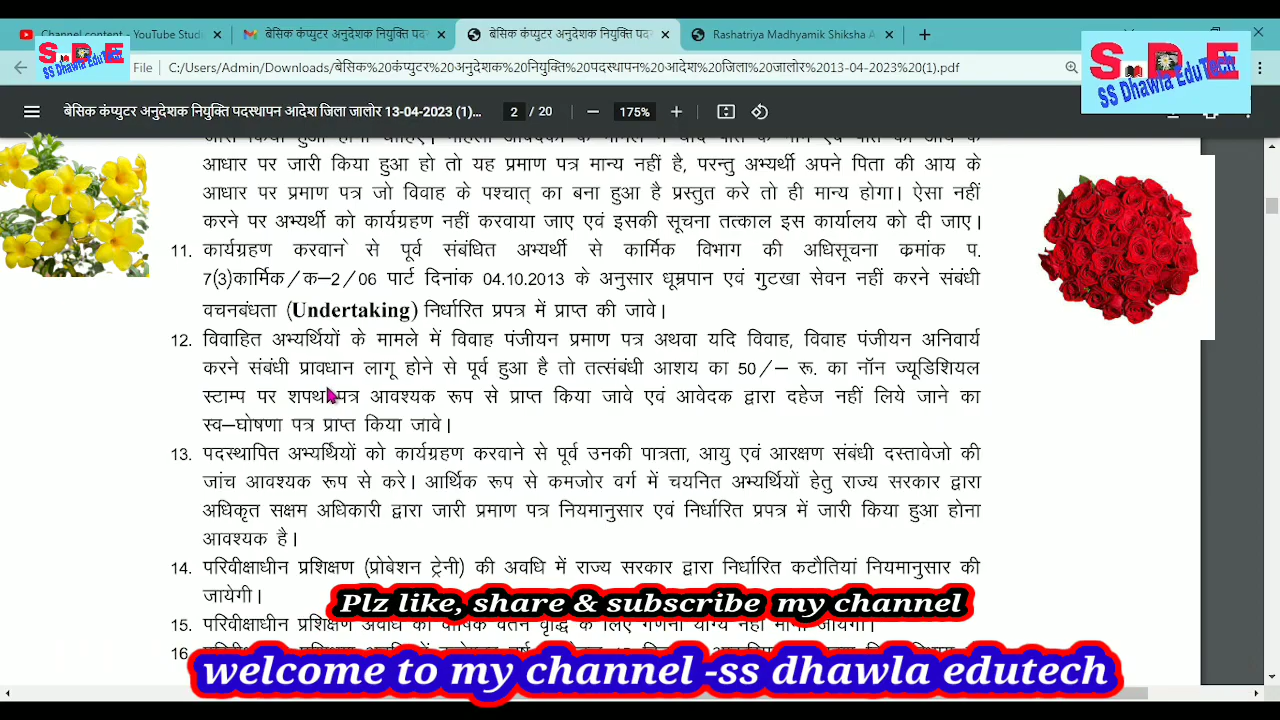 Channel content - YouTube Stud
बेसिक कंप्युटर अनुदेशक नियुक्ति पद
बेसिक कंप्युटर अनुदेशक नियुक्ति पद
Rashatriya Madhyamik Shiksha A
S D E
SS Dhawla EduTech
File
C:/Users/Admin/Downloads/बेसिक%20कंप्युटर%20अनुदेशक%20नियुक्ति%20पदस्थापन%20आदेश%20जिला%20जालोर%2013-04-2023%20(1).pdf
S D E
SS Dhawla EduTech
बेसिक कंप्युटर अनुदेशक नियुक्ति पदस्थापन आदेश जिला जालोर 13-04-2023 (1)...
2 / 20
175%
आधार पर जारी किया हुआ हो तो यह प्रमाण पत्र मान्य नहीं है, परन्तु अभ्यर्थी अपने पिता की आय के
आधार पर प्रमाण पत्र जो विवाह के पश्चात् का बना हुआ है प्रस्तुत करे तो ही मान्य होगा। ऐसा नहीं
करने पर अभ्यर्थी को कार्यग्रहण नहीं करवाया जाए एवं इसकी सूचना तत्काल इस कार्यालय को दी जाए।
11. कार्यग्रहण करवाने से पूर्व संबंधित अभ्यर्थी से कार्मिक विभाग की अधिसूचना क्रमांक प.
7(3)कार्मिक/क–2/06 पार्ट दिनांक 04.10.2013 के अनुसार धूम्रपान एवं गुटखा सेवन नहीं करने संबंधी
वचनबंधता (Undertaking) निर्धारित प्रपत्र में प्राप्त की जावे।
12. विवाहित अभ्यर्थियों के मामले में विवाह पंजीयन प्रमाण पत्र अथवा यदि विवाह, विवाह पंजीयन अनिवार्य
करने संबंधी प्रावधान लागू होने से पूर्व हुआ है तो तत्संबंधी आशय का 50/– रू. का नॉन ज्यूडिशियल
स्टाम्प पर शपथ पत्र आवश्यक रूप से प्राप्त किया जावे एवं आवेदक द्वारा दहेज नहीं लिये जाने का
स्व–घोषणा पत्र प्राप्त किया जावे।
13. पदस्थापित अभ्यर्थियों को कार्यग्रहण करवाने से पूर्व उनकी पात्रता, आयु एवं आरक्षण संबंधी दस्तावेजो की
जांच आवश्यक रूप से करे। आर्थिक रूप से कमजोर वर्ग में चयनित अभ्यर्थियों हेतु राज्य सरकार द्वारा
अधिकृत सक्षम अधिकारी द्वारा जारी प्रमाण पत्र नियमानुसार एवं निर्धारित प्रपत्र में जारी किया हुआ होना
आवश्यक है।
14. परिवीक्षाधीन प्रशिक्षण (प्रोबेशन ट्रेनी) की अवधि में राज्य सरकार द्वारा निर्धारित कटौतियां नियमानुसार की
जायेगी।
Plz like, share & subscribe my channel
15. परिवीक्षाधीन प्रशिक्षण अवधि को वार्षिक वेतन वृद्धि के लिए गणना योग्य नहीं माना जायेगा।
16.
welcome to my channel -ss dhawla edutech